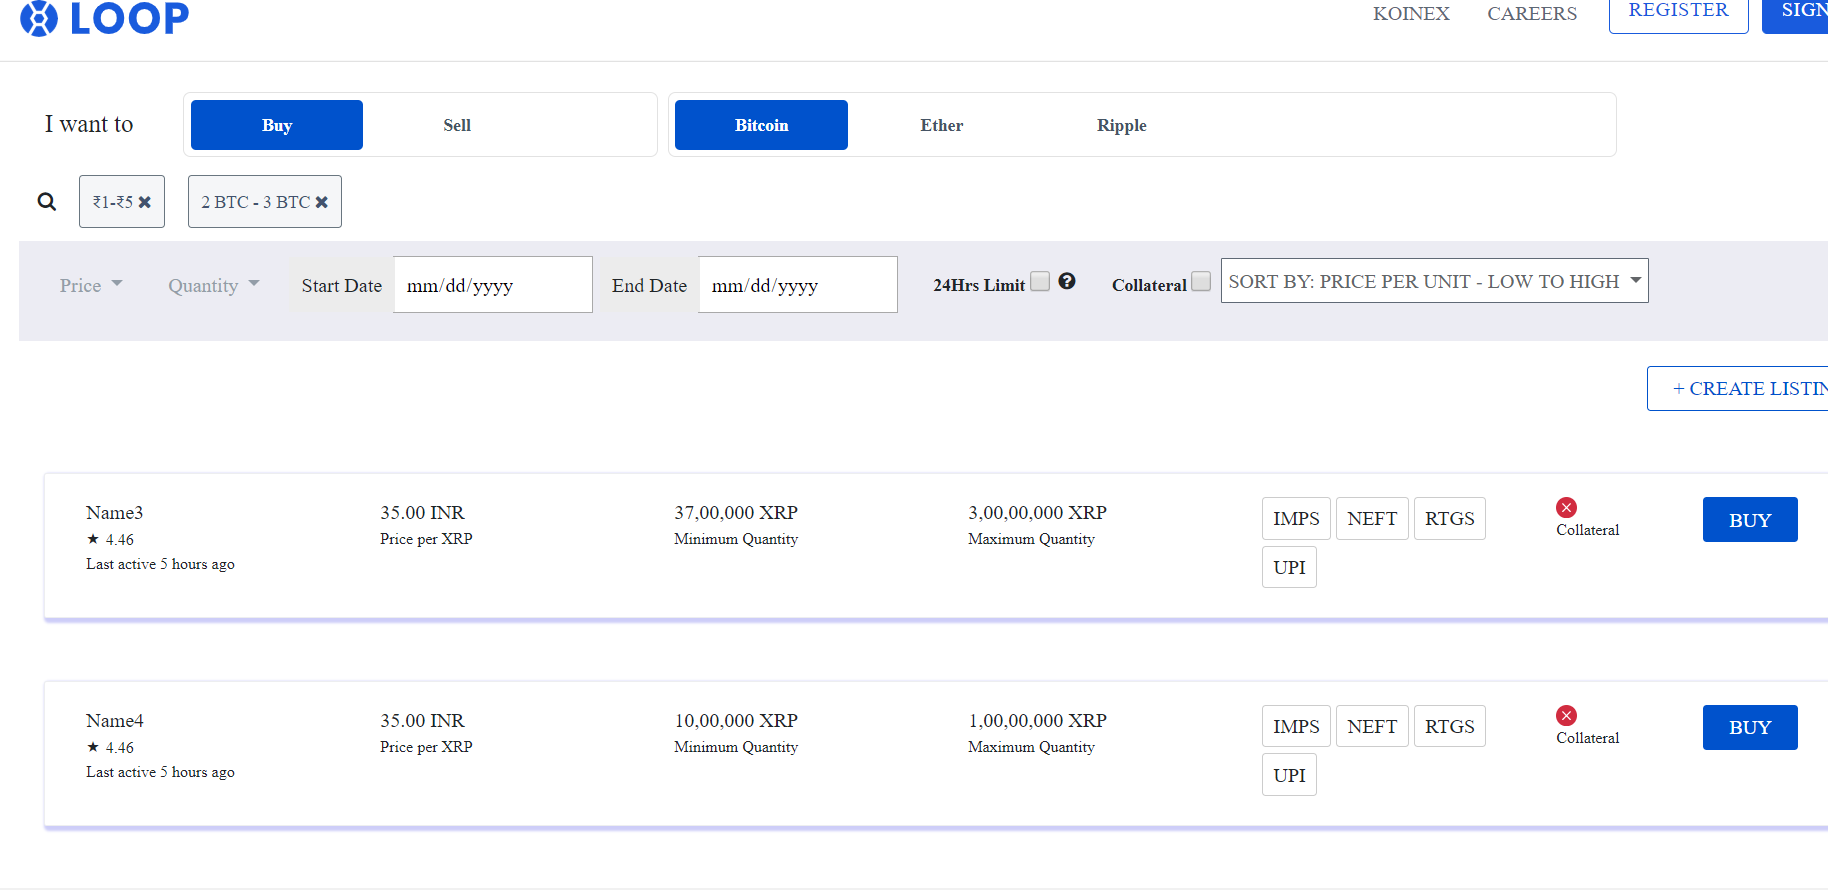 LOOP
KOINEX CAREERS REGISTER SIGN
I want to Buy Sell Bitcoin Ether Ripple
₹1-₹5 2 BTC - 3 BTC
Price Quantity Start Date mm/dd/yyyy End Date mm/dd/yyyy 24Hrs Limit Collateral SORT BY: PRICE PER UNIT - LOW TO HIGH
+ CREATE LISTIN
Name3 35.00 INR 37,00,000 XRP 3,00,00,000 XRP IMPS NEFT RTGS BUY
★ 4.46 Price per XRP Minimum Quantity Maximum Quantity Collateral
Last active 5 hours ago UPI
Name4 35.00 INR 10,00,000 XRP 1,00,00,000 XRP IMPS NEFT RTGS BUY
★ 4.46 Price per XRP Minimum Quantity Maximum Quantity Collateral
Last active 5 hours ago UPI